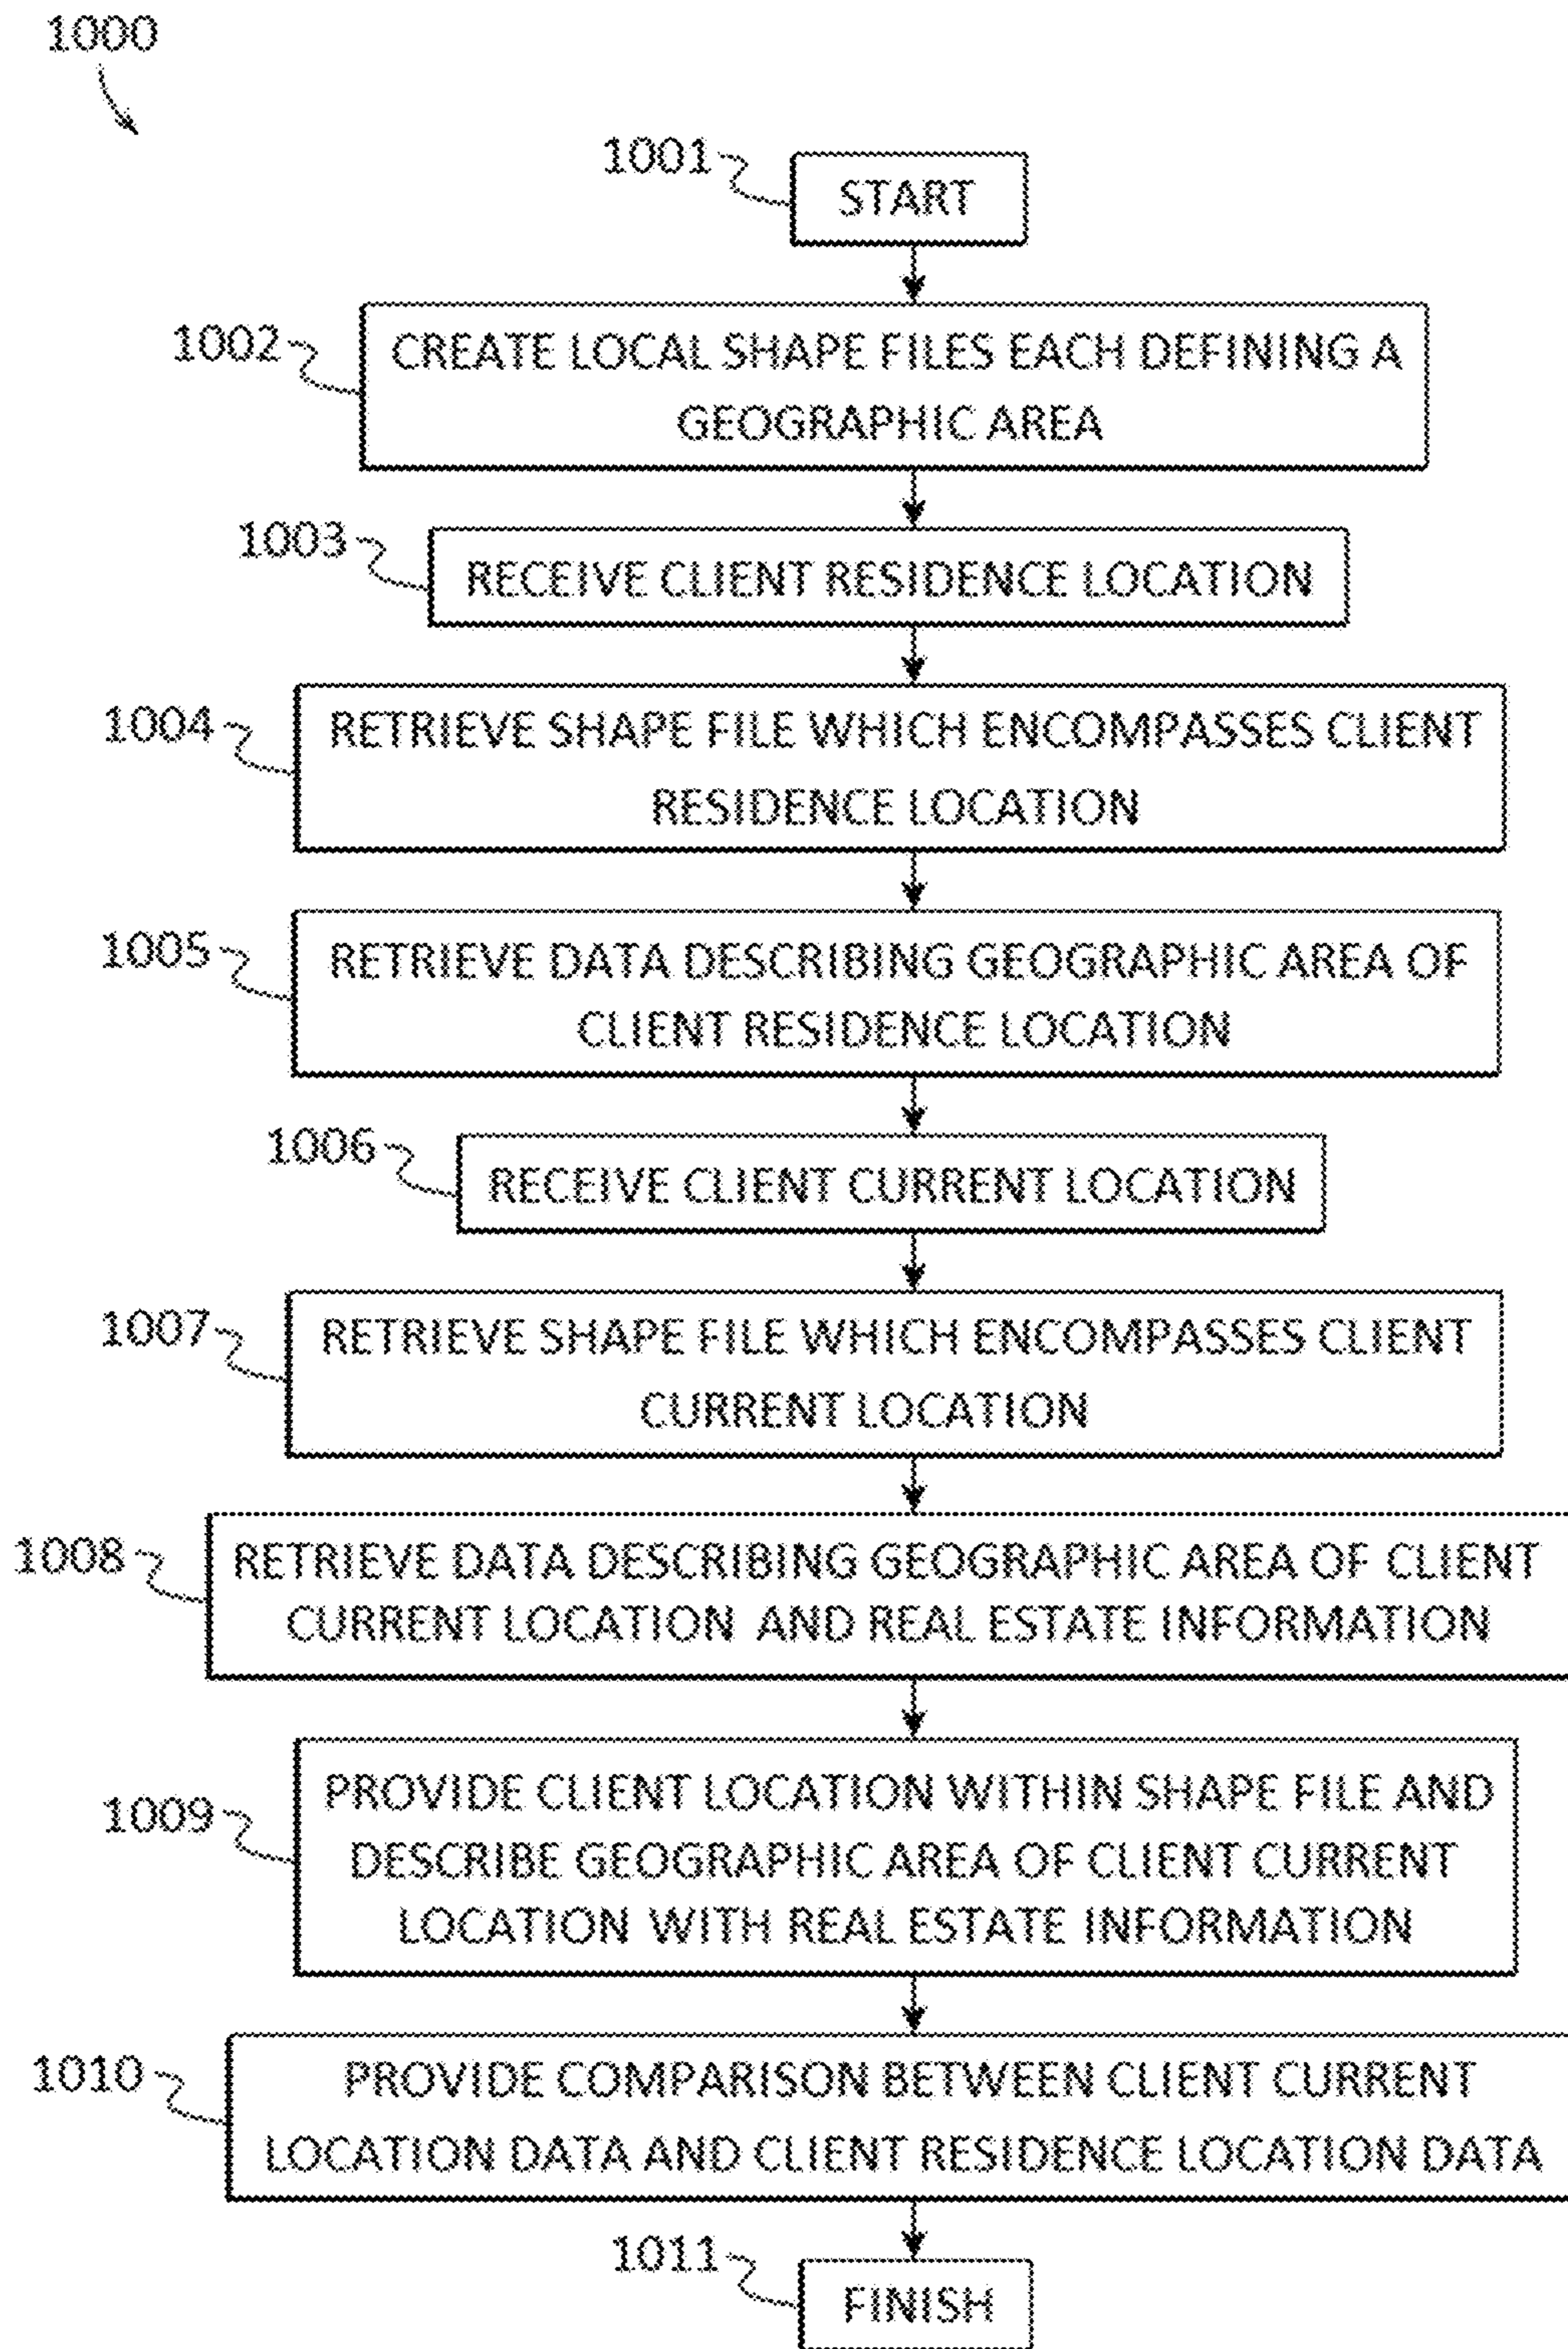 1000
1001
START
1002
CREATE LOCAL SHAPE FILES EACH DEFINING A
GEOGRAPHIC AREA
1003
RECEIVE CLIENT RESIDENCE LOCATION
1004
RETRIEVE SHAPE FILE WHICH ENCOMPASSES CLIENT
RESIDENCE LOCATION
1005
RETRIEVE DATA DESCRIBING GEOGRAPHIC AREA OF
CLIENT RESIDENCE LOCATION
1006
RECEIVE CLIENT CURRENT LOCATION
1007
RETRIEVE SHAPE FILE WHICH ENCOMPASSES CLIENT
CURRENT LOCATION
1008
RETRIEVE DATA DESCRIBING GEOGRAPHIC AREA OF CLIENT
CURRENT LOCATION AND REAL ESTATE INFORMATION
1009
PROVIDE CLIENT LOCATION WITHIN SHAPE FILE AND
DESCRIBE GEOGRAPHIC AREA OF CLIENT CURRENT
LOCATION WITH REAL ESTATE INFORMATION
1010
PROVIDE COMPARISON BETWEEN CLIENT CURRENT
LOCATION DATA AND CLIENT RESIDENCE LOCATION DATA
1011
FINISH